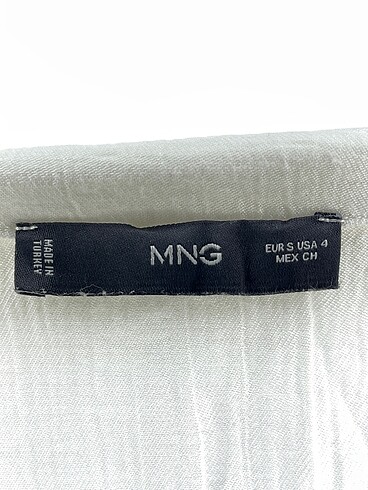 MADE IN
TURKEY
MNG
EUR S USA 4
MEX CH